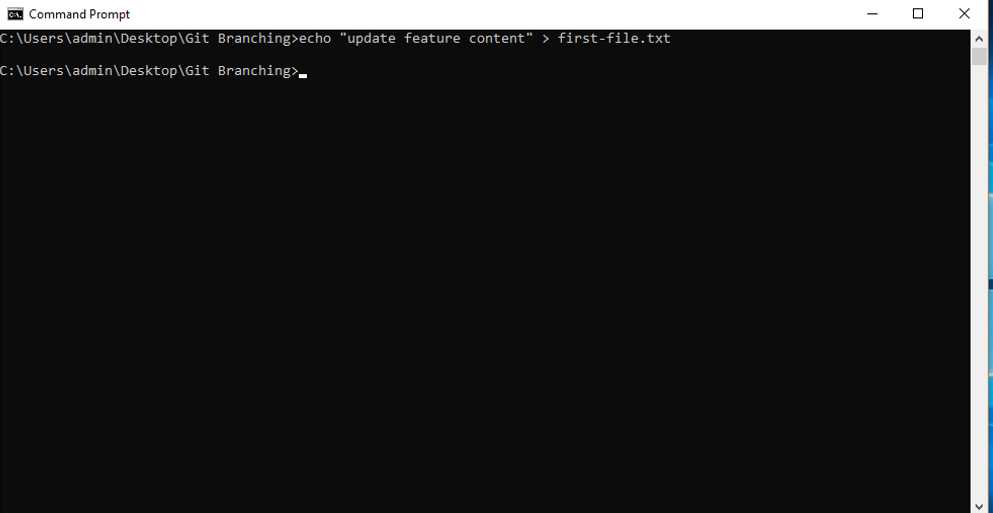 Command Prompt
C:\Users\admin\Desktop\Git Branching>echo "update feature content" > first-file.txt
C:\Users\admin\Desktop\Git Branching>